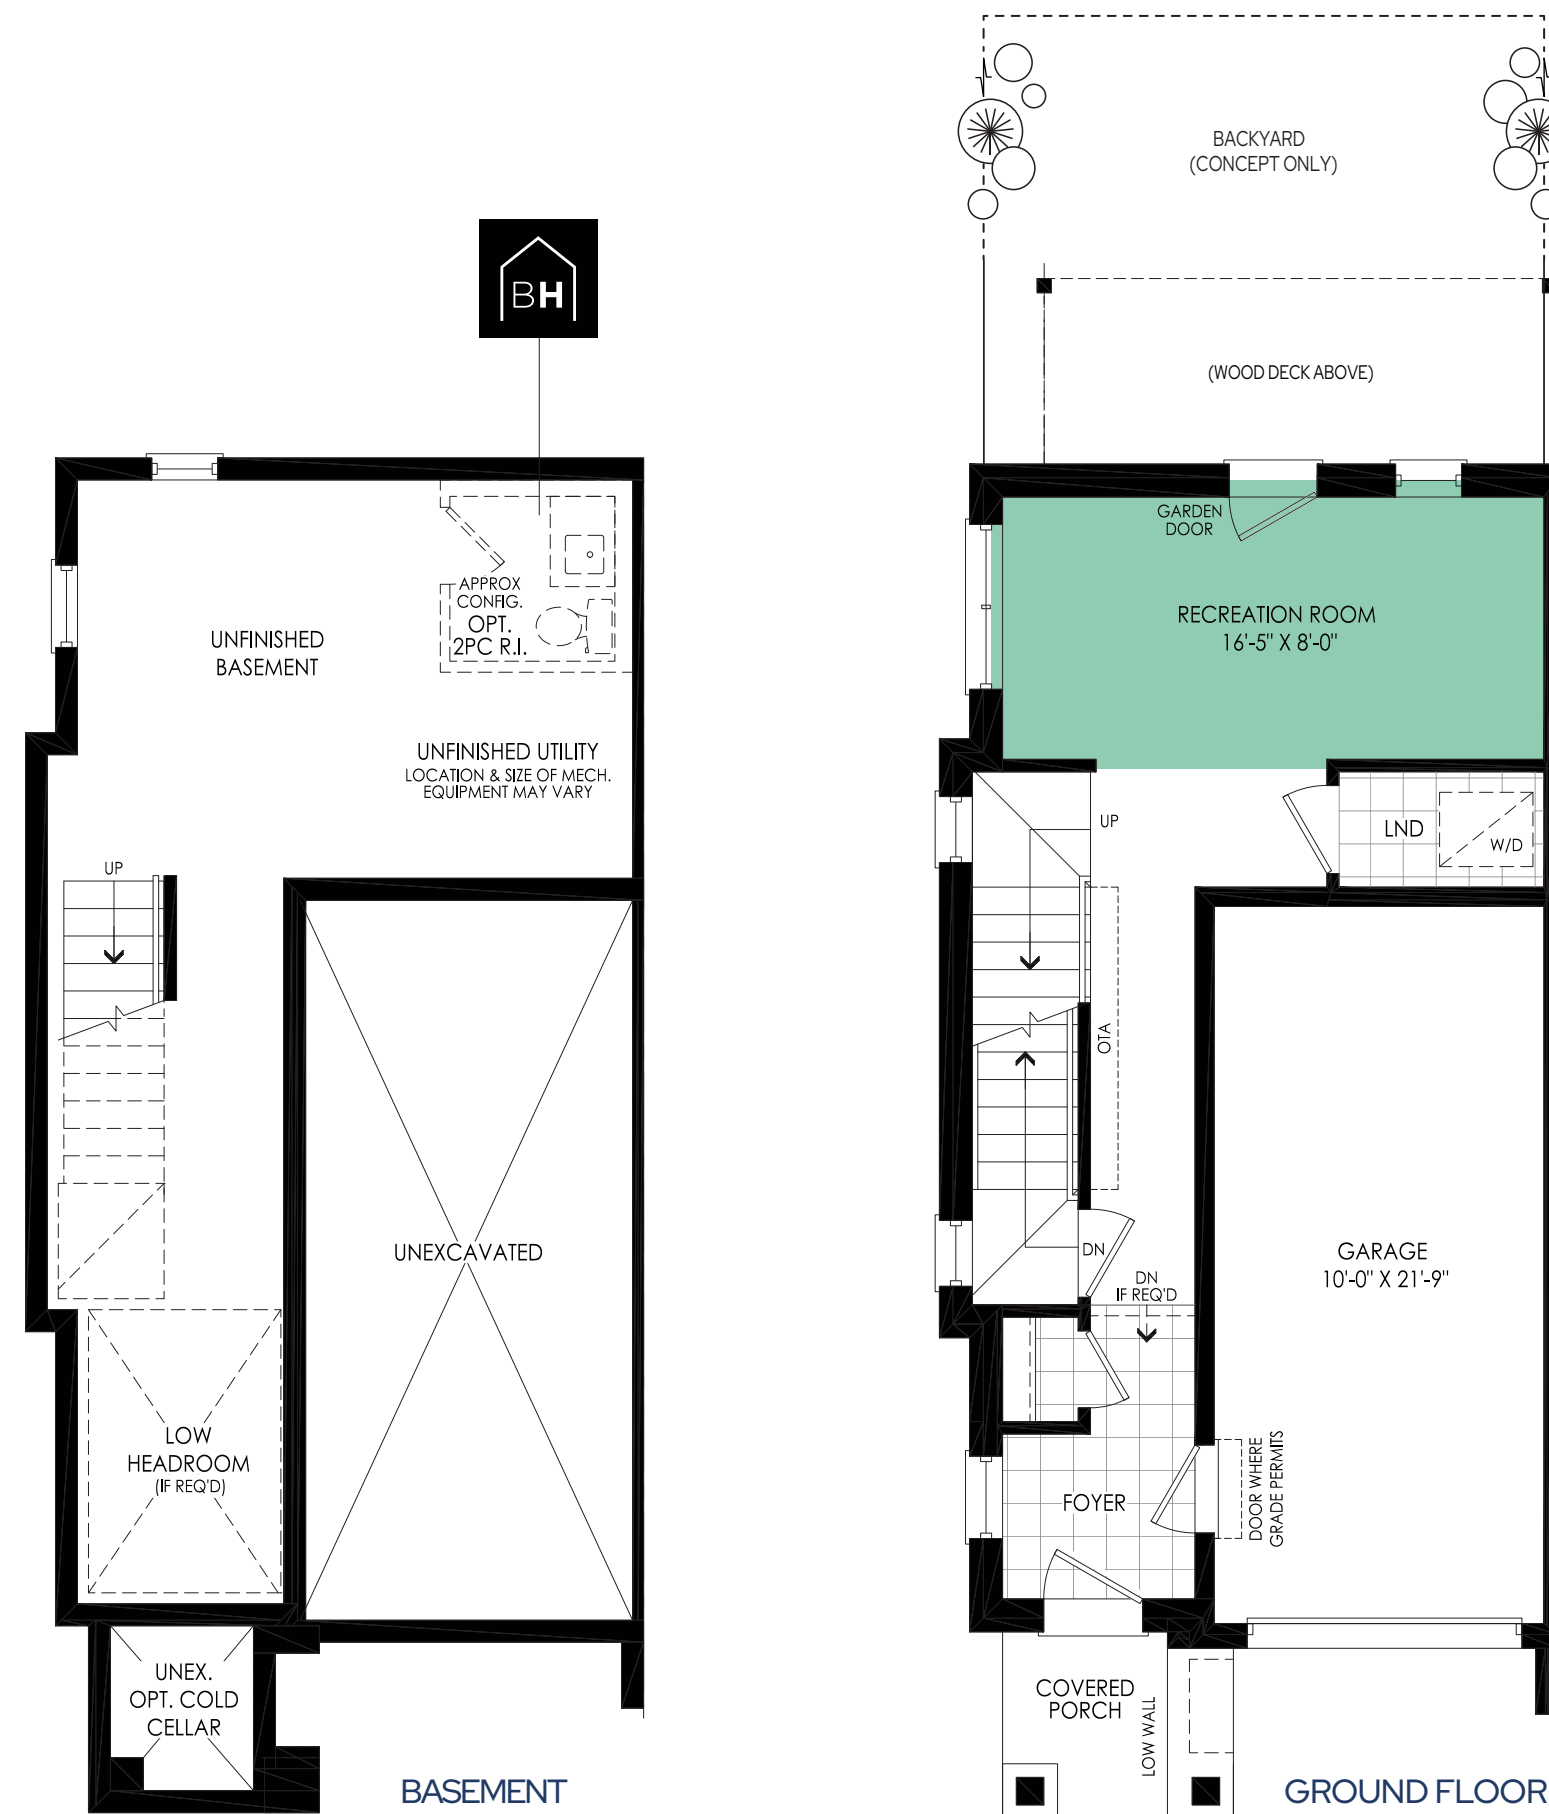 BH
UNFINISHED
BASEMENT
APPROX
CONFIG.
OPT.
2PC R.I.
UNFINISHED UTILITY
LOCATION & SIZE OF MECH.
EQUIPMENT MAY VARY
UP
UNEXCAVATED
LOW
HEADROOM
(IF REQ'D)
UNEX.
OPT. COLD
CELLAR
BASEMENT
BACKYARD
(CONCEPT ONLY)
(WOOD DECK ABOVE)
GARDEN
DOOR
RECREATION ROOM
16'-5" X 8'-0"
UP
LND
W/D
OTA
DN
DN
IF REQ'D
GARAGE
10'-0" X 21'-9"
DOOR WHERE
GRADE PERMITS
FOYER
COVERED
PORCH
LOW WALL
GROUND FLOOR